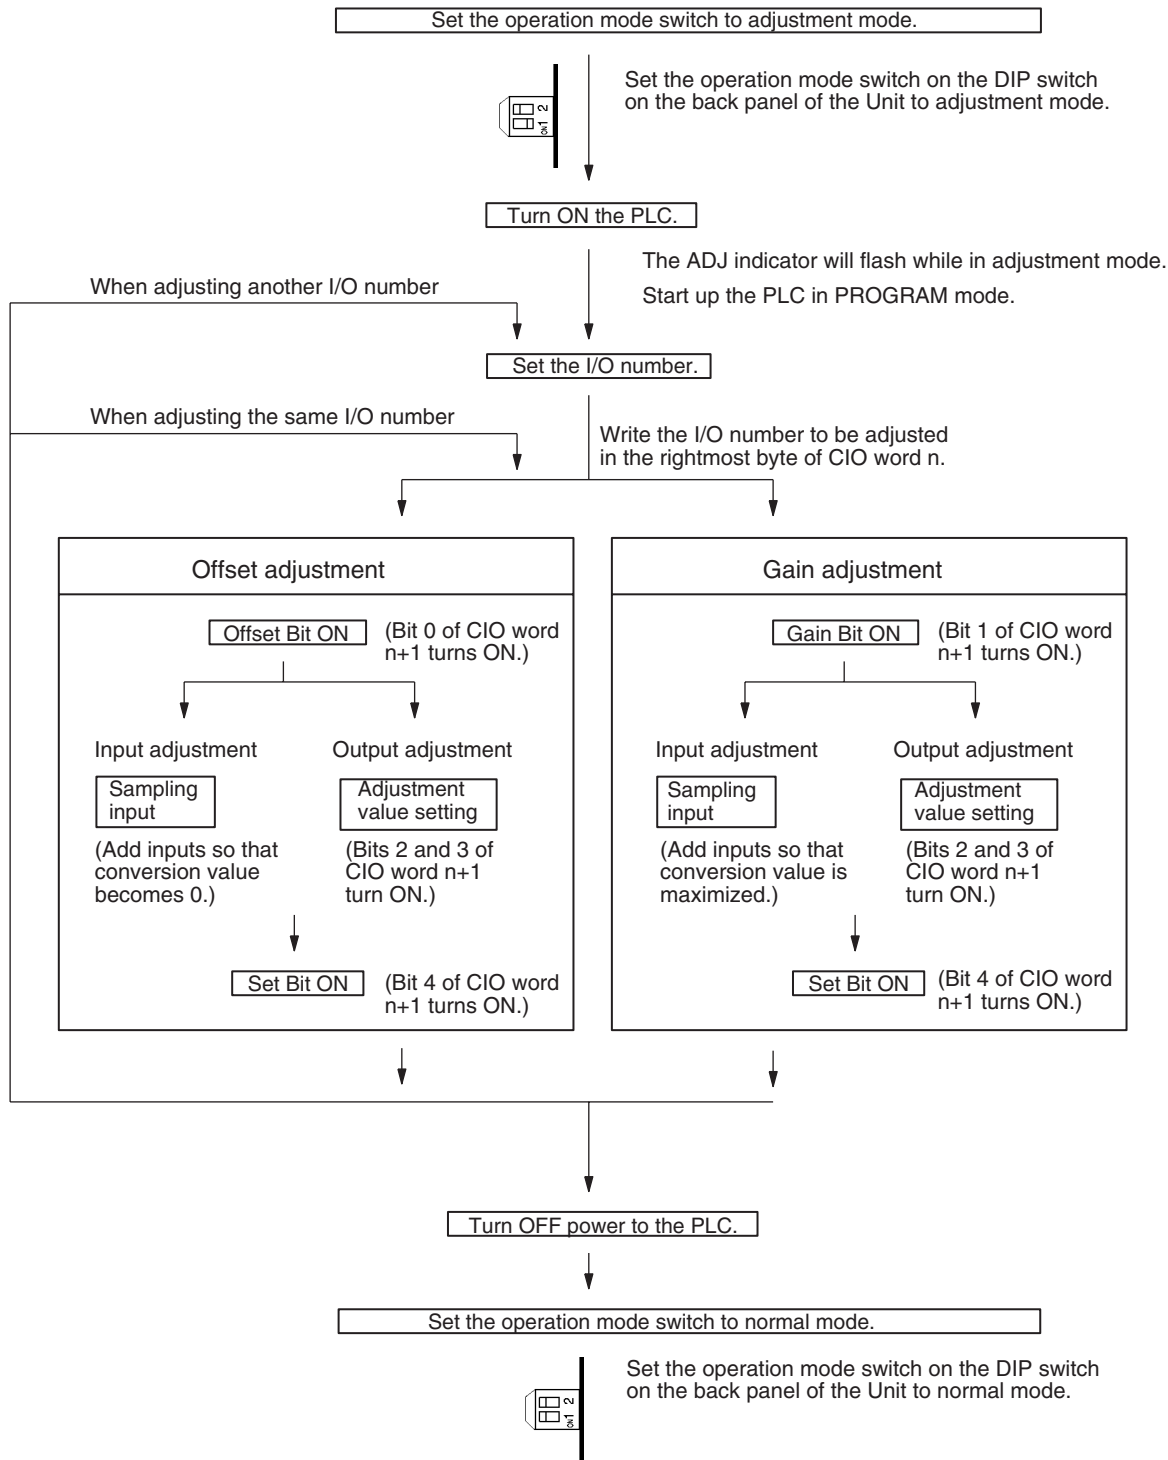 Set the operation mode switch to adjustment mode.
Set the operation mode switch on the DIP switch
on the back panel of the Unit to adjustment mode.
ON 1 2
Turn ON the PLC.
The ADJ indicator will flash while in adjustment mode.
Start up the PLC in PROGRAM mode.
When adjusting another I/O number
Set the I/O number.
When adjusting the same I/O number
Write the I/O number to be adjusted
in the rightmost byte of CIO word n.
Offset adjustment
Offset Bit ON
(Bit 0 of CIO word
n+1 turns ON.)
Input adjustment
Output adjustment
Sampling
input
Adjustment
value setting
(Add inputs so that
conversion value
becomes 0.)
(Bits 2 and 3 of
CIO word n+1
turn ON.)
Set Bit ON
(Bit 4 of CIO word
n+1 turns ON.)
Gain adjustment
Gain Bit ON
(Bit 1 of CIO word
n+1 turns ON.)
Input adjustment
Output adjustment
Sampling
input
Adjustment
value setting
(Add inputs so that
conversion value is
maximized.)
(Bits 2 and 3 of
CIO word n+1
turn ON.)
Set Bit ON
(Bit 4 of CIO word
n+1 turns ON.)
Turn OFF power to the PLC.
Set the operation mode switch to normal mode.
Set the operation mode switch on the DIP switch
on the back panel of the Unit to normal mode.
ON 1 2